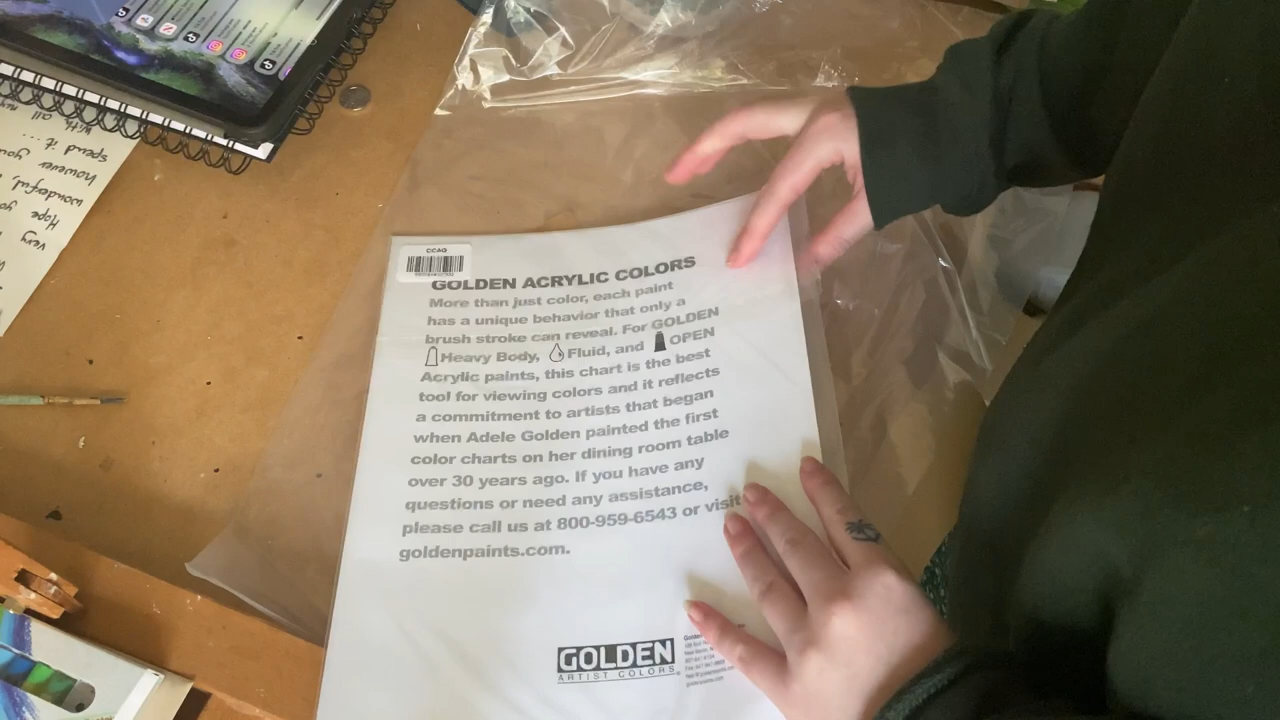 CCAG
GOLDEN ACRYLIC COLORS
More than just color, each paint
has a unique behavior that only a
brush stroke can reveal. For GOLDEN
Heavy Body, Fluid, and OPEN
Acrylic paints, this chart is the best
tool for viewing colors and it reflects
a commitment to artists that began
when Adele Golden painted the first
color charts on her dining room table
over 30 years ago. If you have any
questions or need any assistance,
please call us at 800-959-6543 or visit
goldenpaints.com.
GOLDEN
ARTIST COLORS
goldenpaints.com
very
Hope yo
wonderful,
however you
spend it ...
with all